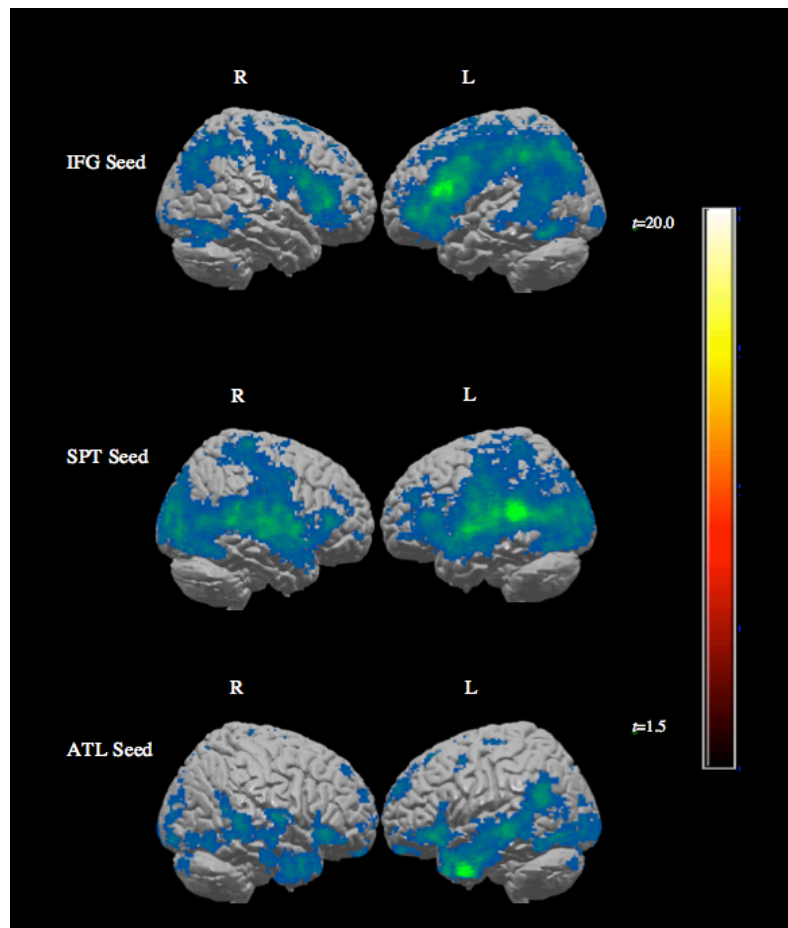 R L
IFG Seed
t=20.0
R L
SPT Seed
R L
t=1.5
ATL Seed